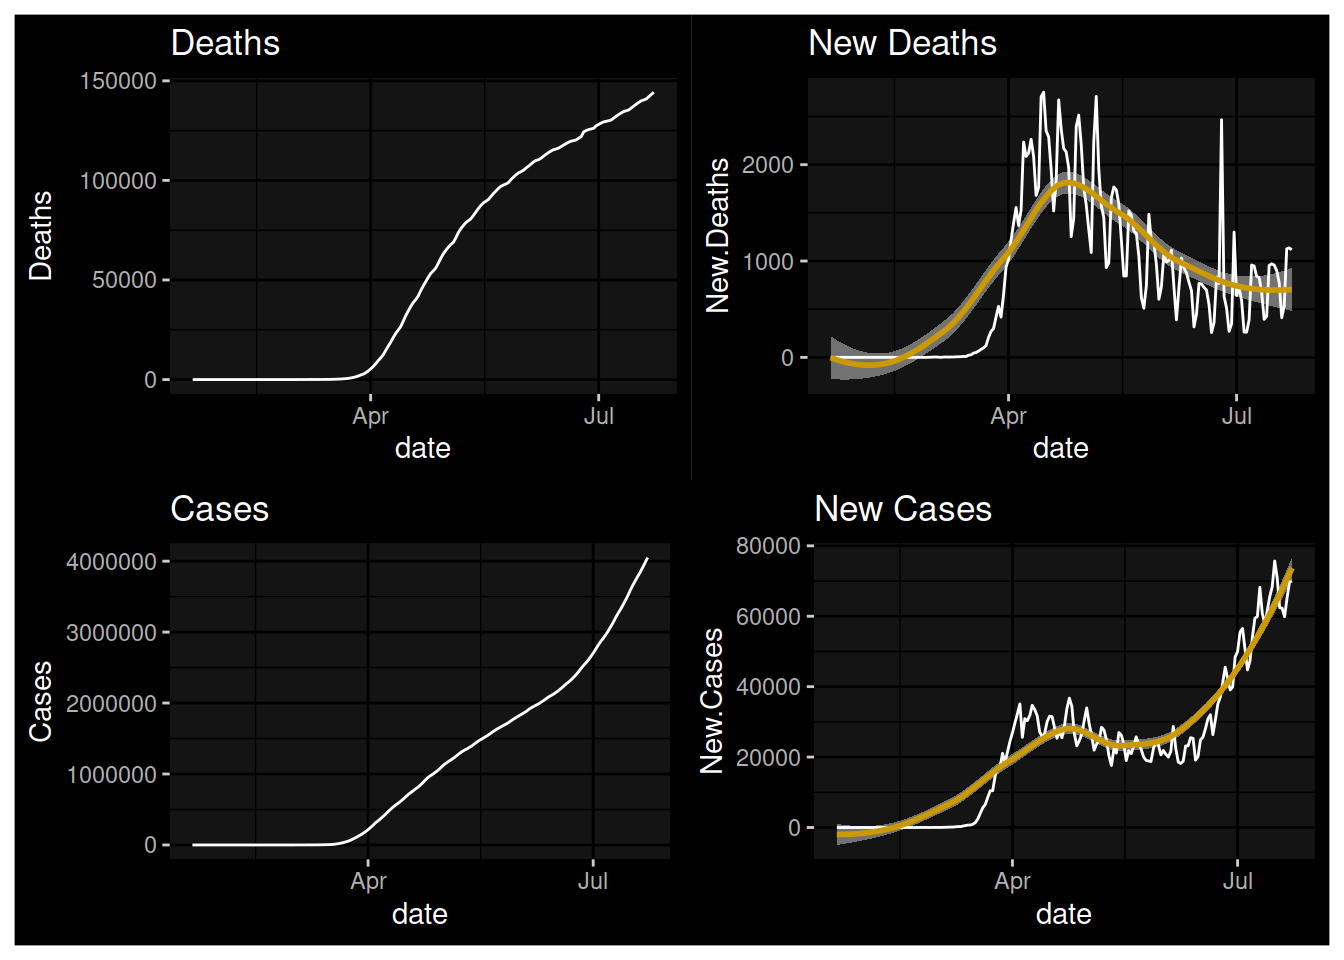 Deaths
150000
100000
50000
0
Deaths
Apr
Jul
date
New Deaths
2000
1000
0
New.Deaths
Apr
Jul
date
Cases
4000000
3000000
2000000
1000000
0
Cases
Apr
Jul
date
New Cases
80000
60000
40000
20000
0
New.Cases
Apr
Jul
date